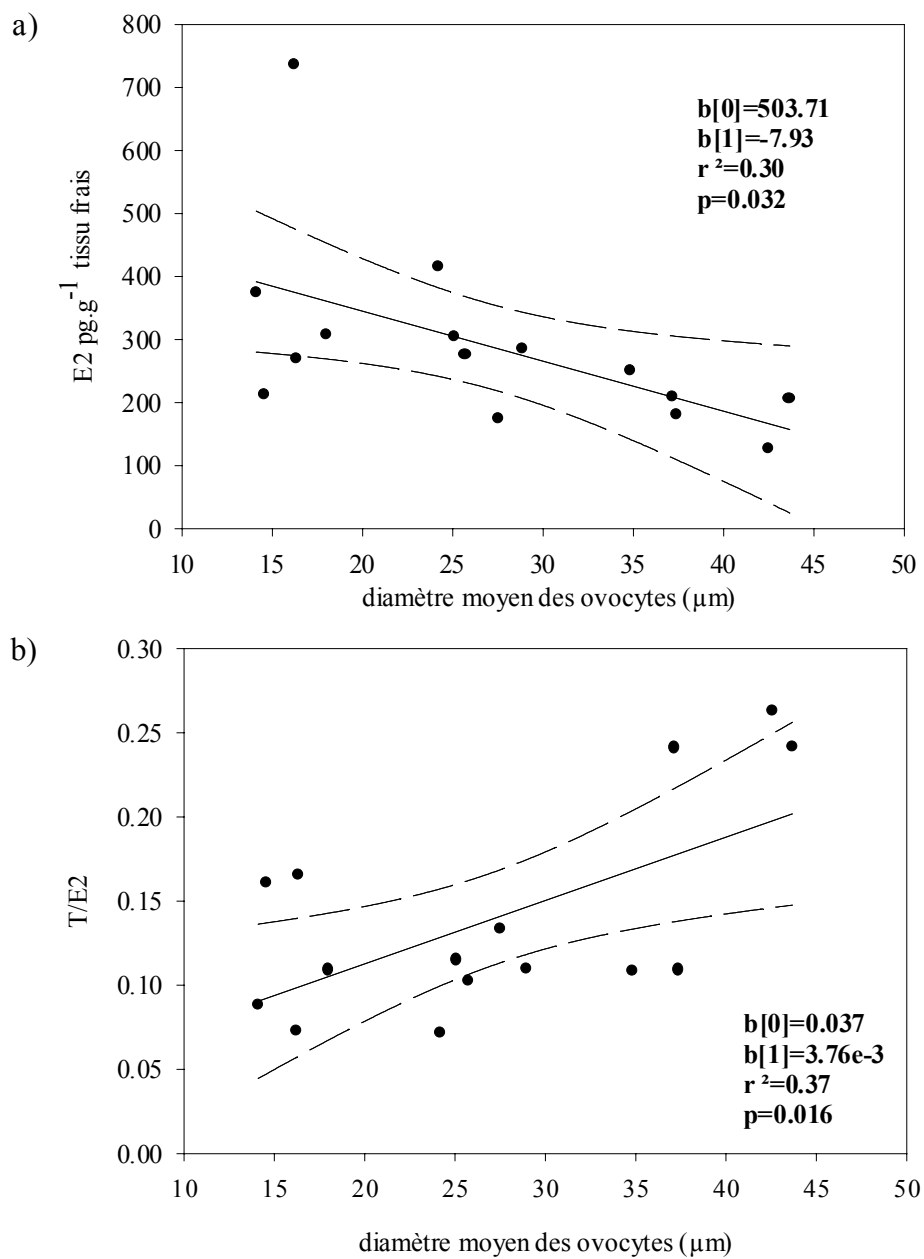 a)
800
700
600
500
400
300
200
100
0
E2 pg.g⁻¹ tissu frais
b[0]=503.71
b[1]=-7.93
r ²=0.30
p=0.032
10 15 20 25 30 35 40 45 50
diamètre moyen des ovocytes (µm)
b)
0.30
0.25
0.20
0.15
0.10
0.05
0.00
T/E2
b[0]=0.037
b[1]=3.76e-3
r ²=0.37
p=0.016
10 15 20 25 30 35 40 45 50
diamètre moyen des ovocytes (µm)